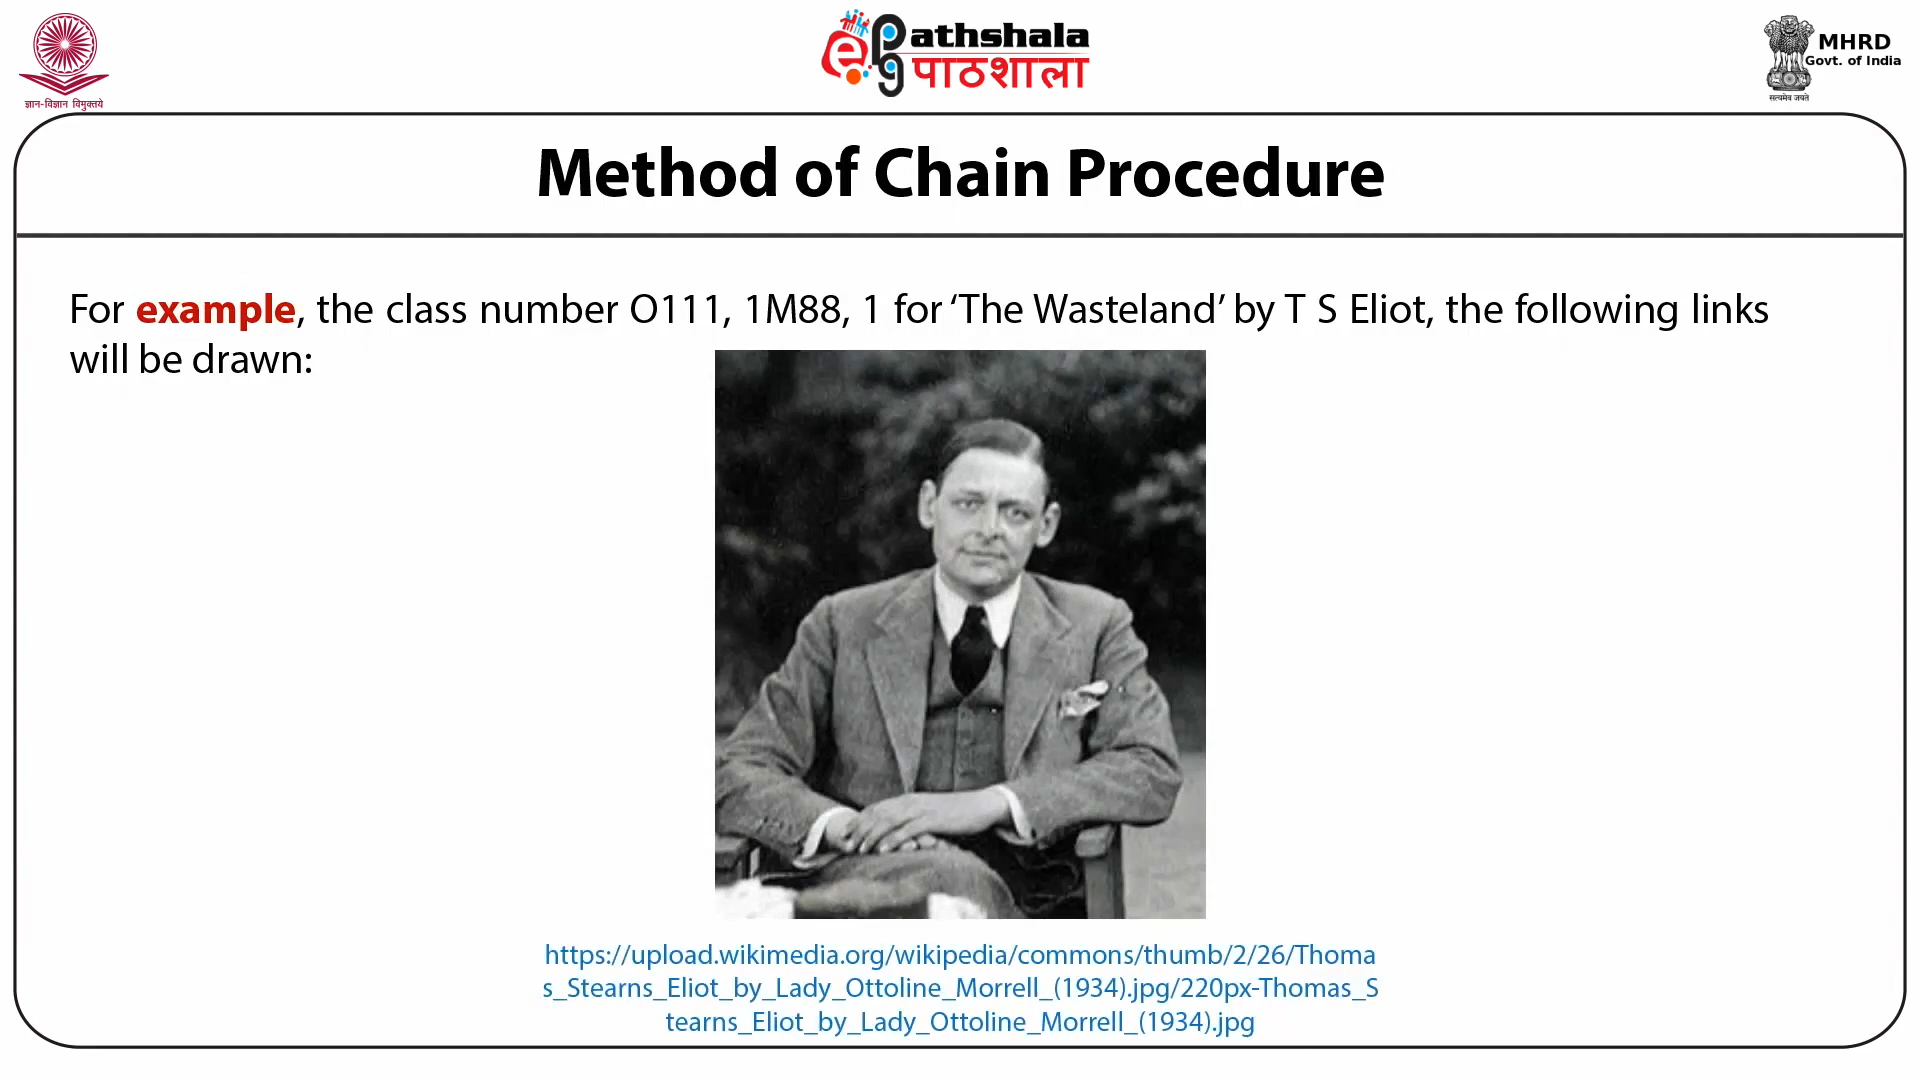 ज्ञान-विज्ञान विमुक्तये
ePathshala
पाठशाला
MHRD
Govt. of India
सत्यमेव जयते
Method of Chain Procedure
For example, the class number O111, 1M88, 1 for ‘The Wasteland’ by T S Eliot, the following links
will be drawn:
https://upload.wikimedia.org/wikipedia/commons/thumb/2/26/Thoma
s_Stearns_Eliot_by_Lady_Ottoline_Morrell_(1934).jpg/220px-Thomas_S
tearns_Eliot_by_Lady_Ottoline_Morrell_(1934).jpg